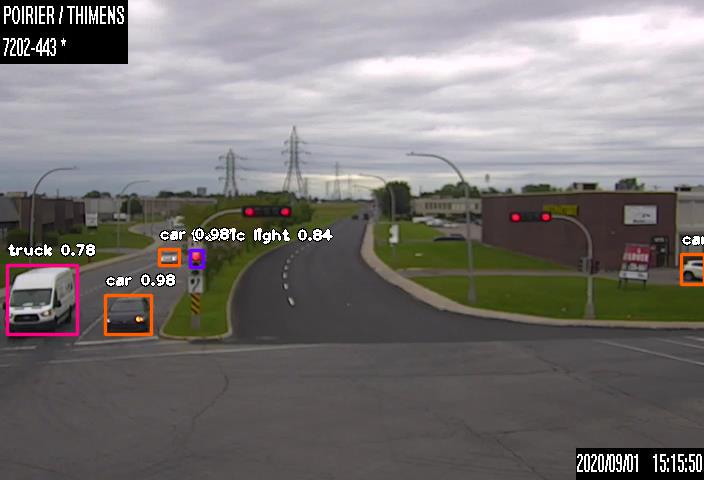 POIRIER / THIMENS
7202-443 *
car 0.98
light 0.84
truck 0.78
car 0.98
car
2020/09/01 15:15:50